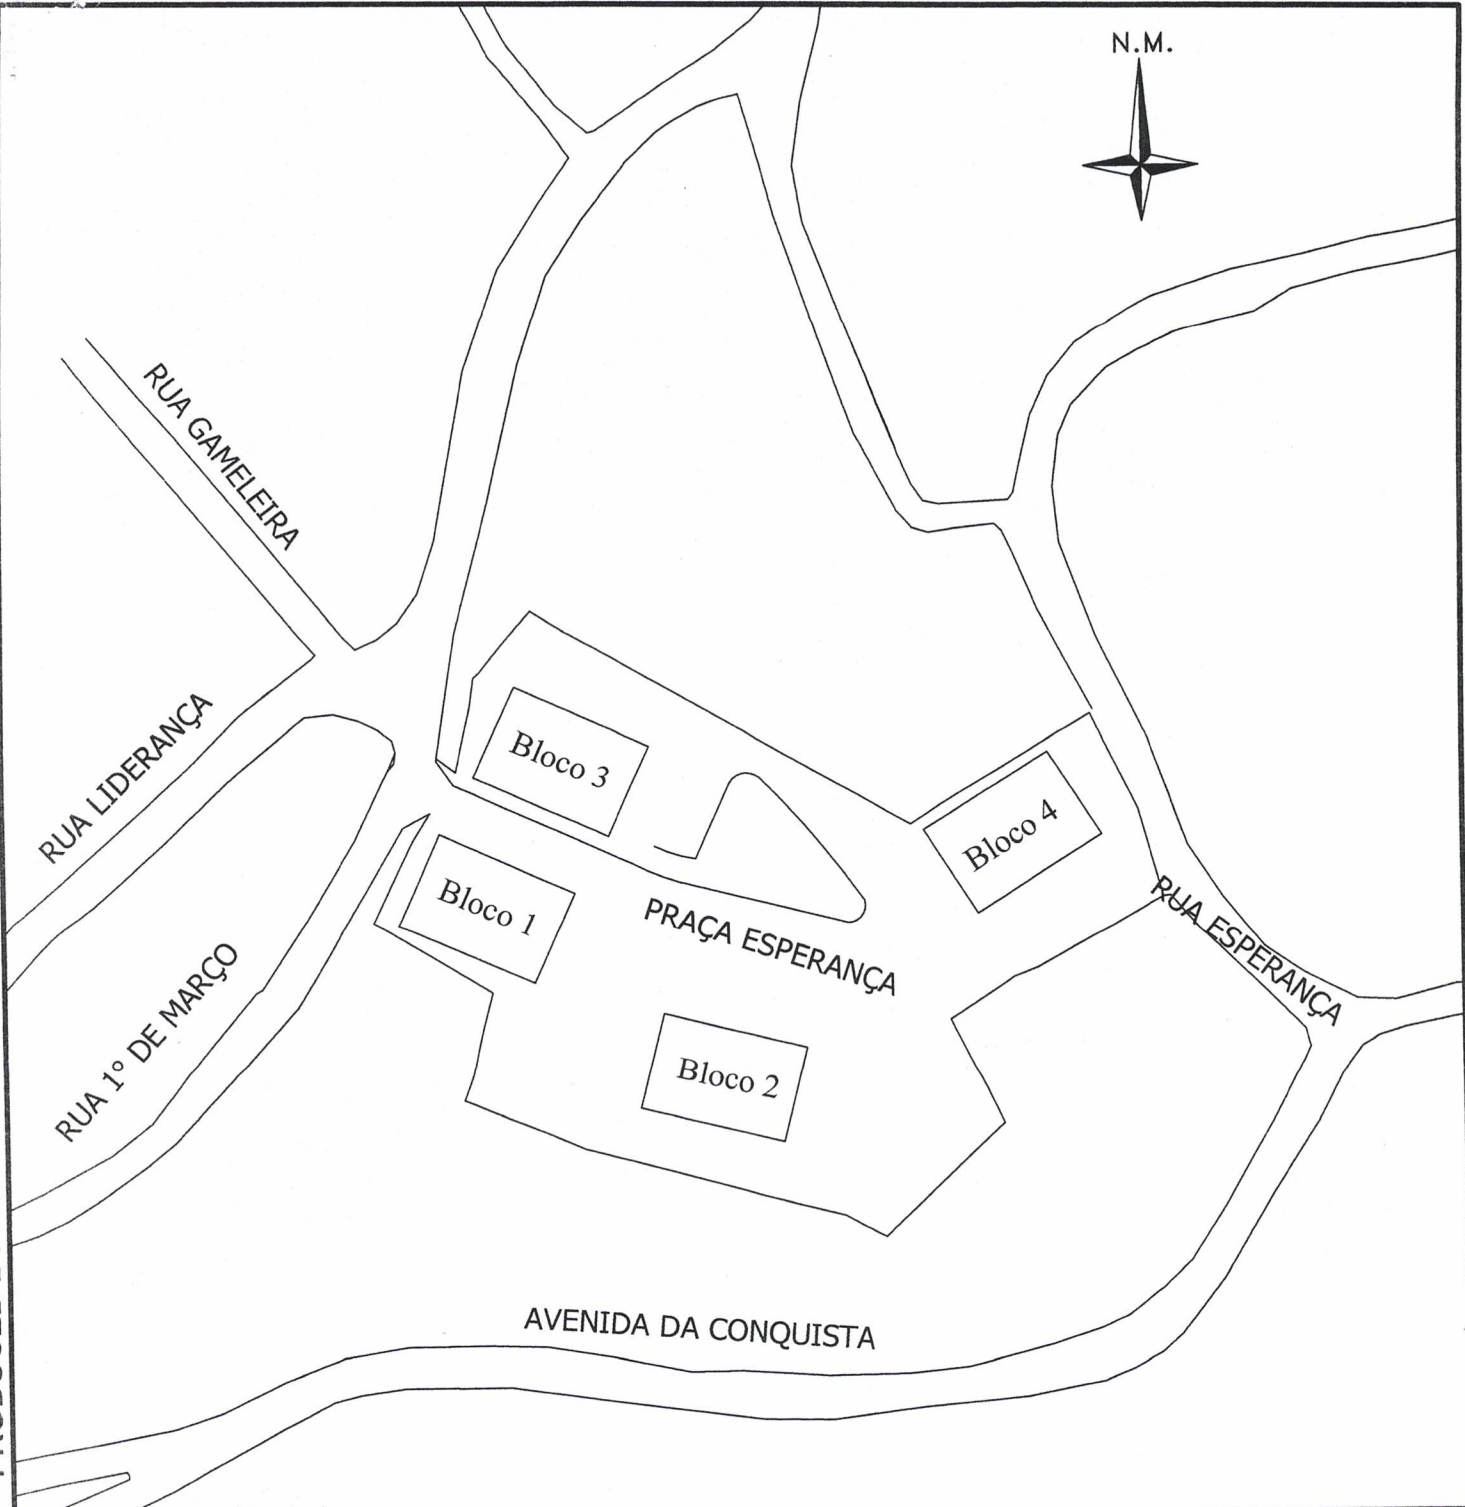 N.M.
RUA GAMELEIRA
RUA LIDERANÇA
Bloco 3
Bloco 4
Bloco 1
PRAÇA ESPERANÇA
RUA ESPERANÇA
RUA 1° DE MARÇO
Bloco 2
AVENIDA DA CONQUISTA